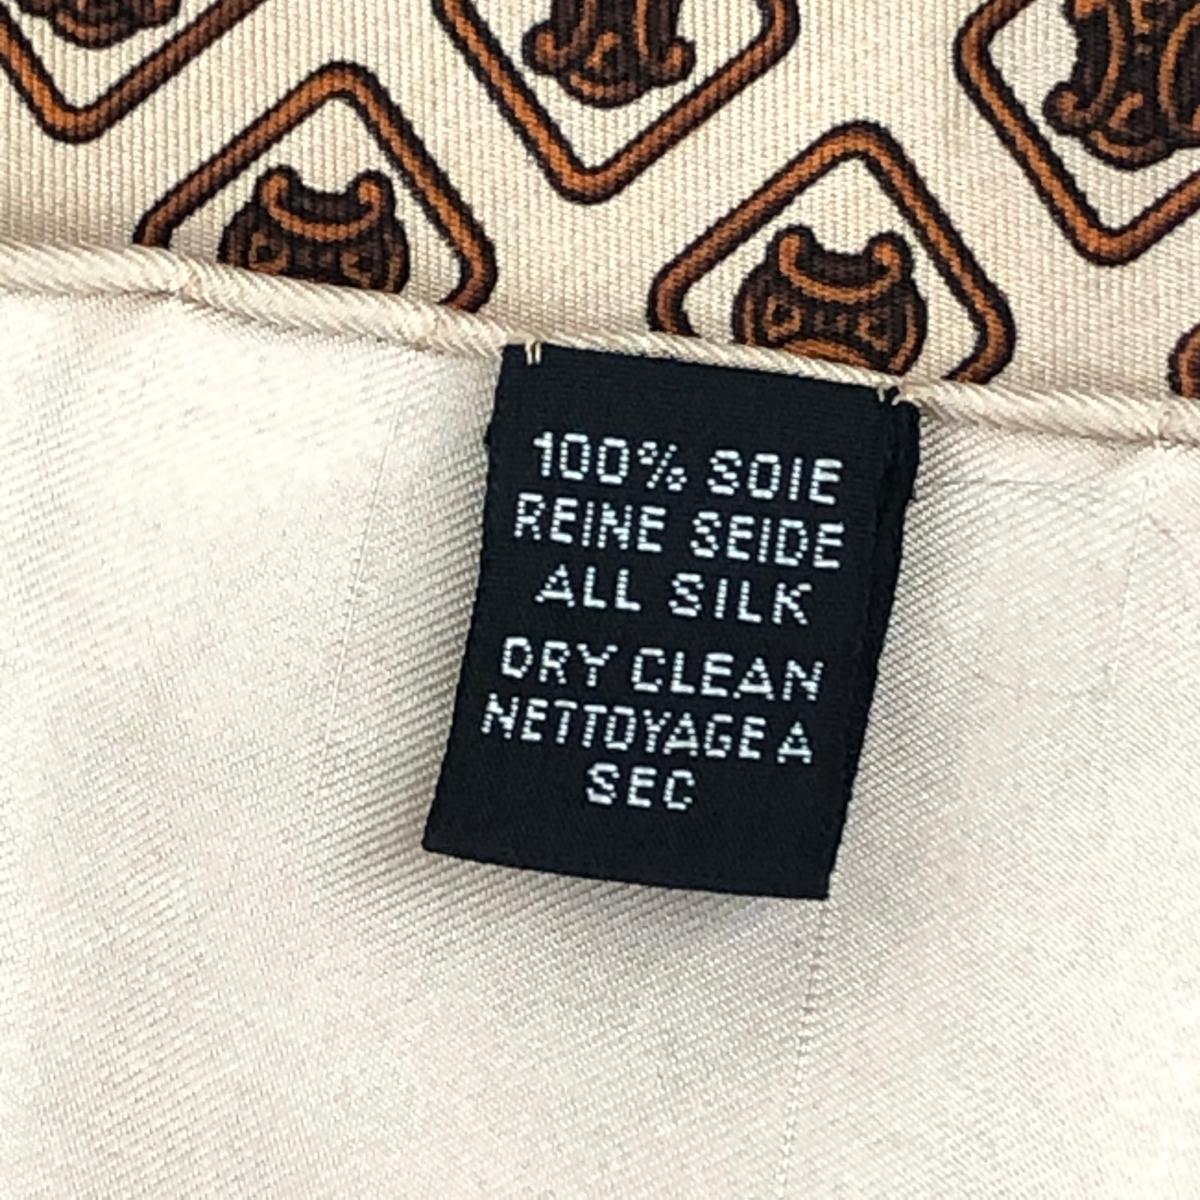 100% SOIE
REINE SEIDE
ALL SILK
DRY CLEAN
NETTOYAGE A
SEC